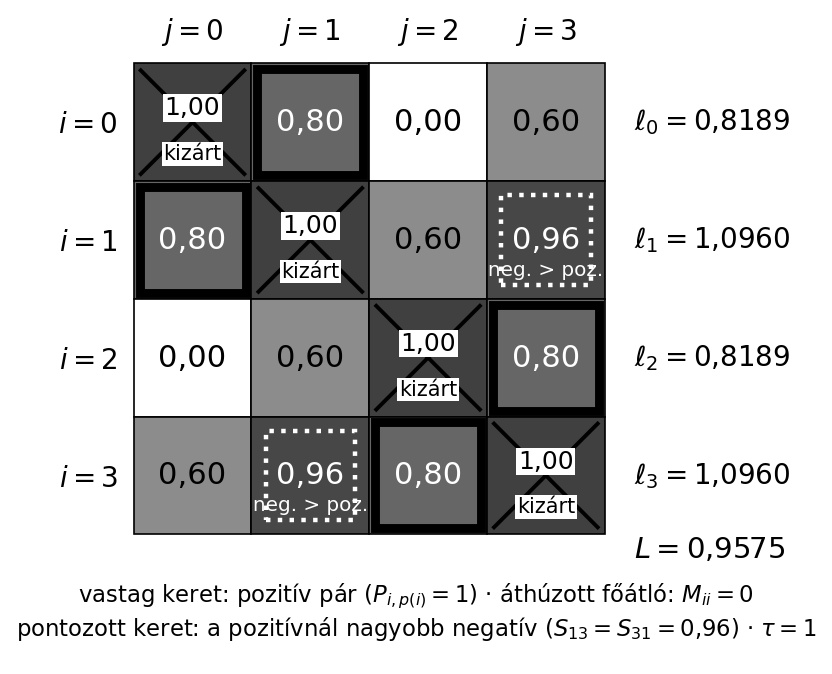 j = 0 j = 1 j = 2 j = 3
i = 0 1,00 kizárt 0,80 0,00 0,60 ℓ₀ = 0,8189
i = 1 0,80 1,00 kizárt 0,60 0,96 neg. > poz. ℓ₁ = 1,0960
i = 2 0,00 0,60 1,00 kizárt 0,80 ℓ₂ = 0,8189
i = 3 0,60 0,96 neg. > poz. 0,80 1,00 kizárt ℓ₃ = 1,0960
L = 0,9575
vastag keret: pozitív pár (P_{i,p(i)} = 1) · áthúzott főátló: M_{ii} = 0
pontozott keret: a pozitívnál nagyobb negatív (S₁₃ = S₃₁ = 0,96) · τ = 1